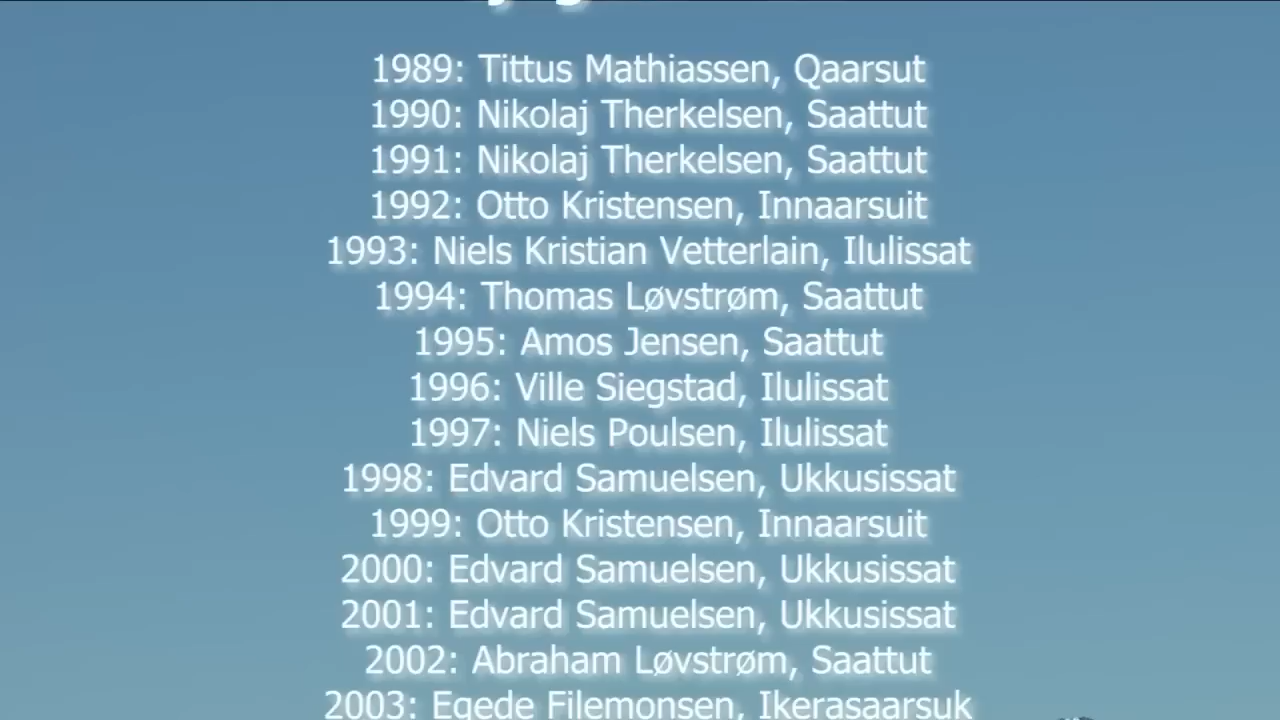 1989: Tittus Mathiassen, Qaarsut
1990: Nikolaj Therkelsen, Saattut
1991: Nikolaj Therkelsen, Saattut
1992: Otto Kristensen, Innaarsuit
1993: Niels Kristian Vetterlain, Ilulissat
1994: Thomas Løvstrøm, Saattut
1995: Amos Jensen, Saattut
1996: Ville Siegstad, Ilulissat
1997: Niels Poulsen, Ilulissat
1998: Edvard Samuelsen, Ukkusissat
1999: Otto Kristensen, Innaarsuit
2000: Edvard Samuelsen, Ukkusissat
2001: Edvard Samuelsen, Ukkusissat
2002: Abraham Løvstrøm, Saattut
2003: Egede Filemonsen, Ikerasaarsuk